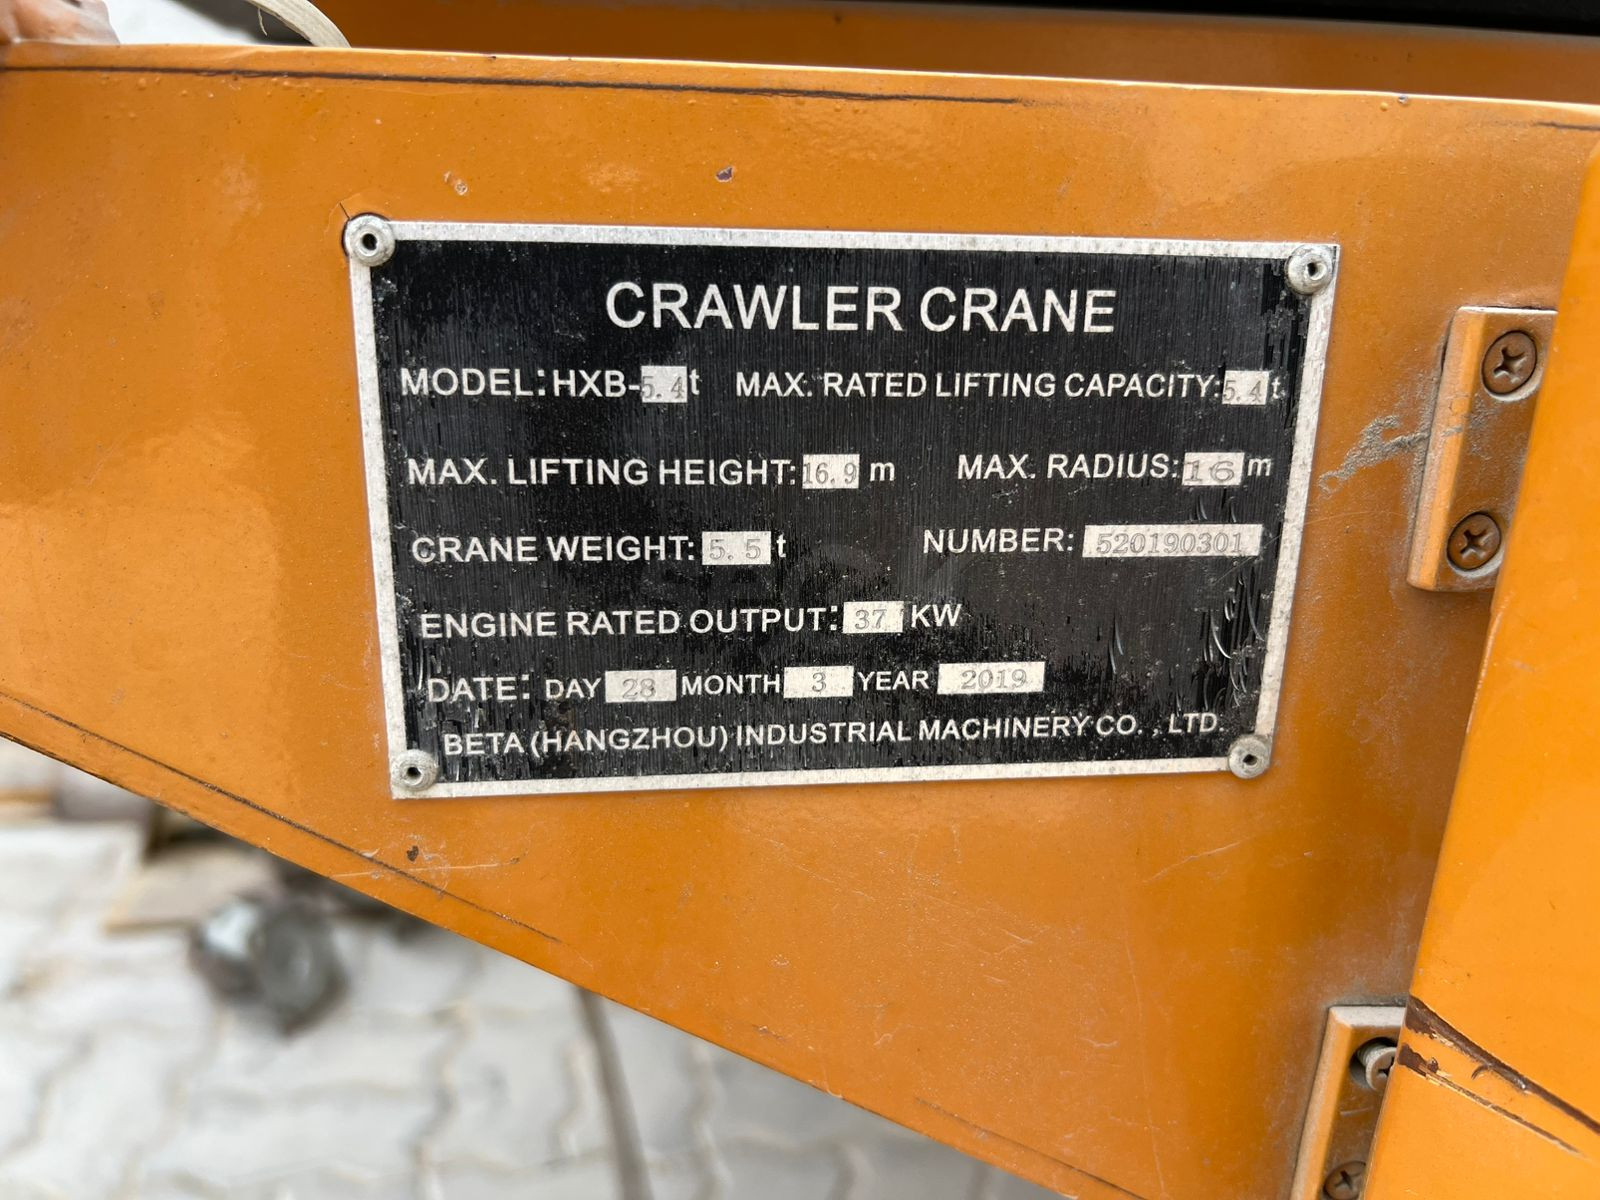 CRAWLER CRANE
MODEL: HXB-5.4t MAX. RATED LIFTING CAPACITY: 5.4t
MAX. LIFTING HEIGHT: 16.9 m MAX. RADIUS: 16 m
CRANE WEIGHT: 5.5 t NUMBER: 520190301
ENGINE RATED OUTPUT: 37 KW
DATE: DAY 28 MONTH 3 YEAR 2019
BETA (HANGZHOU) INDUSTRIAL MACHINERY CO. , LTD.